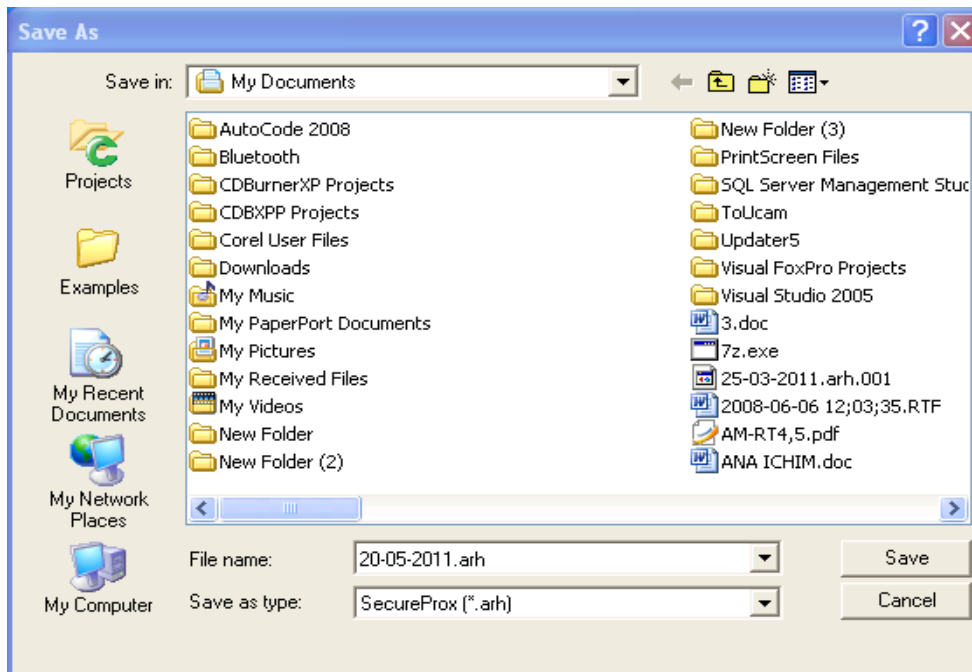 Save As
Save in:
My Documents
Projects
Examples
My Recent
Documents
My Network
Places
My Computer
AutoCode 2008
Bluetooth
CDBurnerXP Projects
CDBXPP Projects
Corel User Files
Downloads
My Music
My PaperPort Documents
My Pictures
My Received Files
My Videos
New Folder
New Folder (2)
New Folder (3)
PrintScreen Files
SQL Server Management Stud
ToUcam
Updater5
Visual FoxPro Projects
Visual Studio 2005
3.doc
7z.exe
25-03-2011.arh.001
2008-06-06 12;03;35.RTF
AM-RT4,5.pdf
ANA ICHIM.doc
File name:
20-05-2011.arh
Save
Save as type:
SecureProx (*.arh)
Cancel